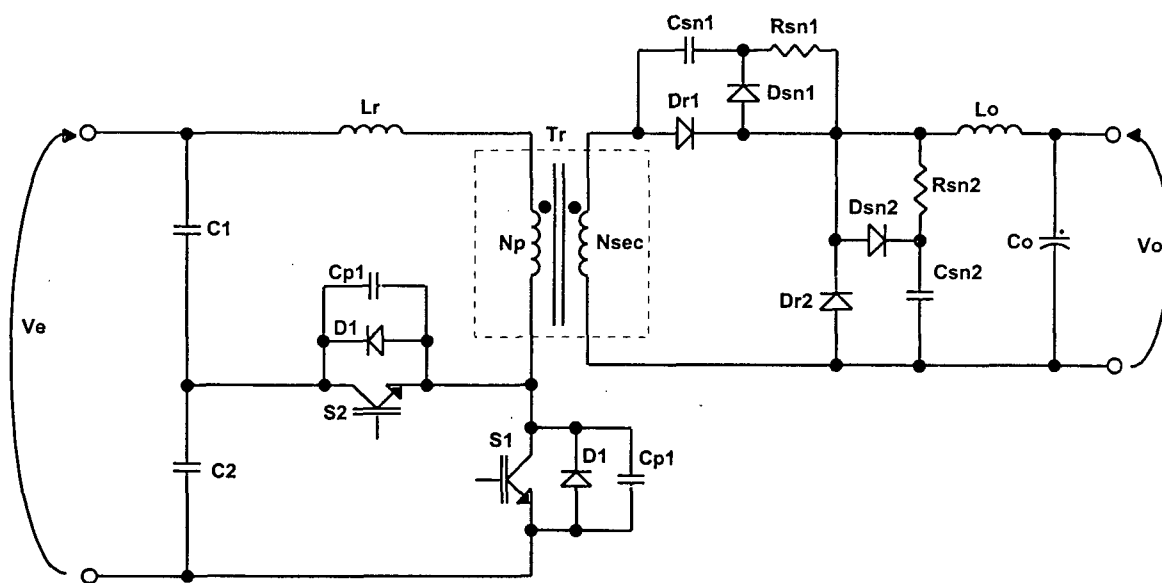 Csn1
Rsn1
Lr
Tr
Dr1
Dsn1
Lo
C1
Np
Nsec
Dsn2
Rsn2
Co
Vo
Cp1
D1
Dr2
Csn2
Ve
S2
S1
D1
Cp1
C2